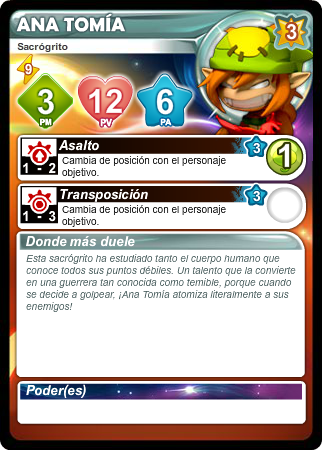 ANA TOMÍA
3
Sacrógrito
9
3
PM
12
PV
6
PA
Asalto
3
1
Cambia de posición con el personaje
objetivo.
1 - 2
Transposición
3
Cambia de posición con el personaje
objetivo.
1 - 3
Donde más duele
Esta sacrógrito ha estudiado tanto el cuerpo humano que
conoce todos sus puntos débiles. Un talento que la convierte
en una guerrera tan conocida como temible, porque cuando
se decide a golpear, ¡Ana Tomía atomiza literalmente a sus
enemigos!
Poder(es)